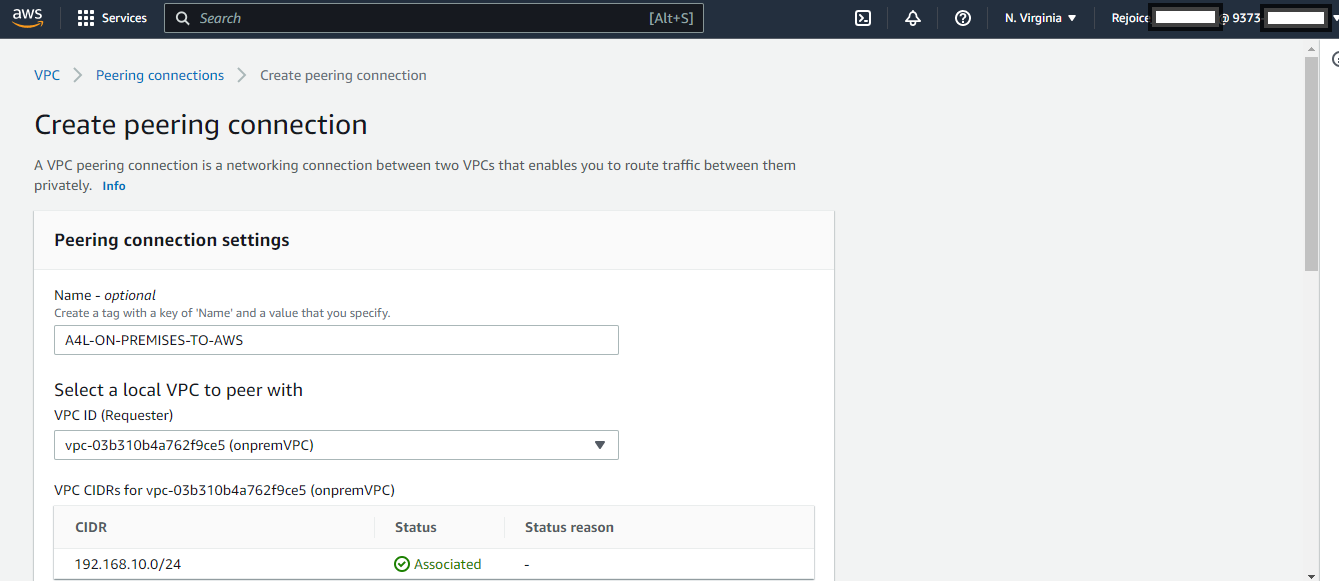 aws Services Search [Alt+S] N. Virginia Rejoice @ 9373-
VPC Peering connections Create peering connection
Create peering connection
A VPC peering connection is a networking connection between two VPCs that enables you to route traffic between them
privately. Info
Peering connection settings
Name - optional
Create a tag with a key of 'Name' and a value that you specify.
A4L-ON-PREMISES-TO-AWS
Select a local VPC to peer with
VPC ID (Requester)
vpc-03b310b4a762f9ce5 (onpremVPC)
VPC CIDRs for vpc-03b310b4a762f9ce5 (onpremVPC)
CIDR Status Status reason
192.168.10.0/24 Associated -